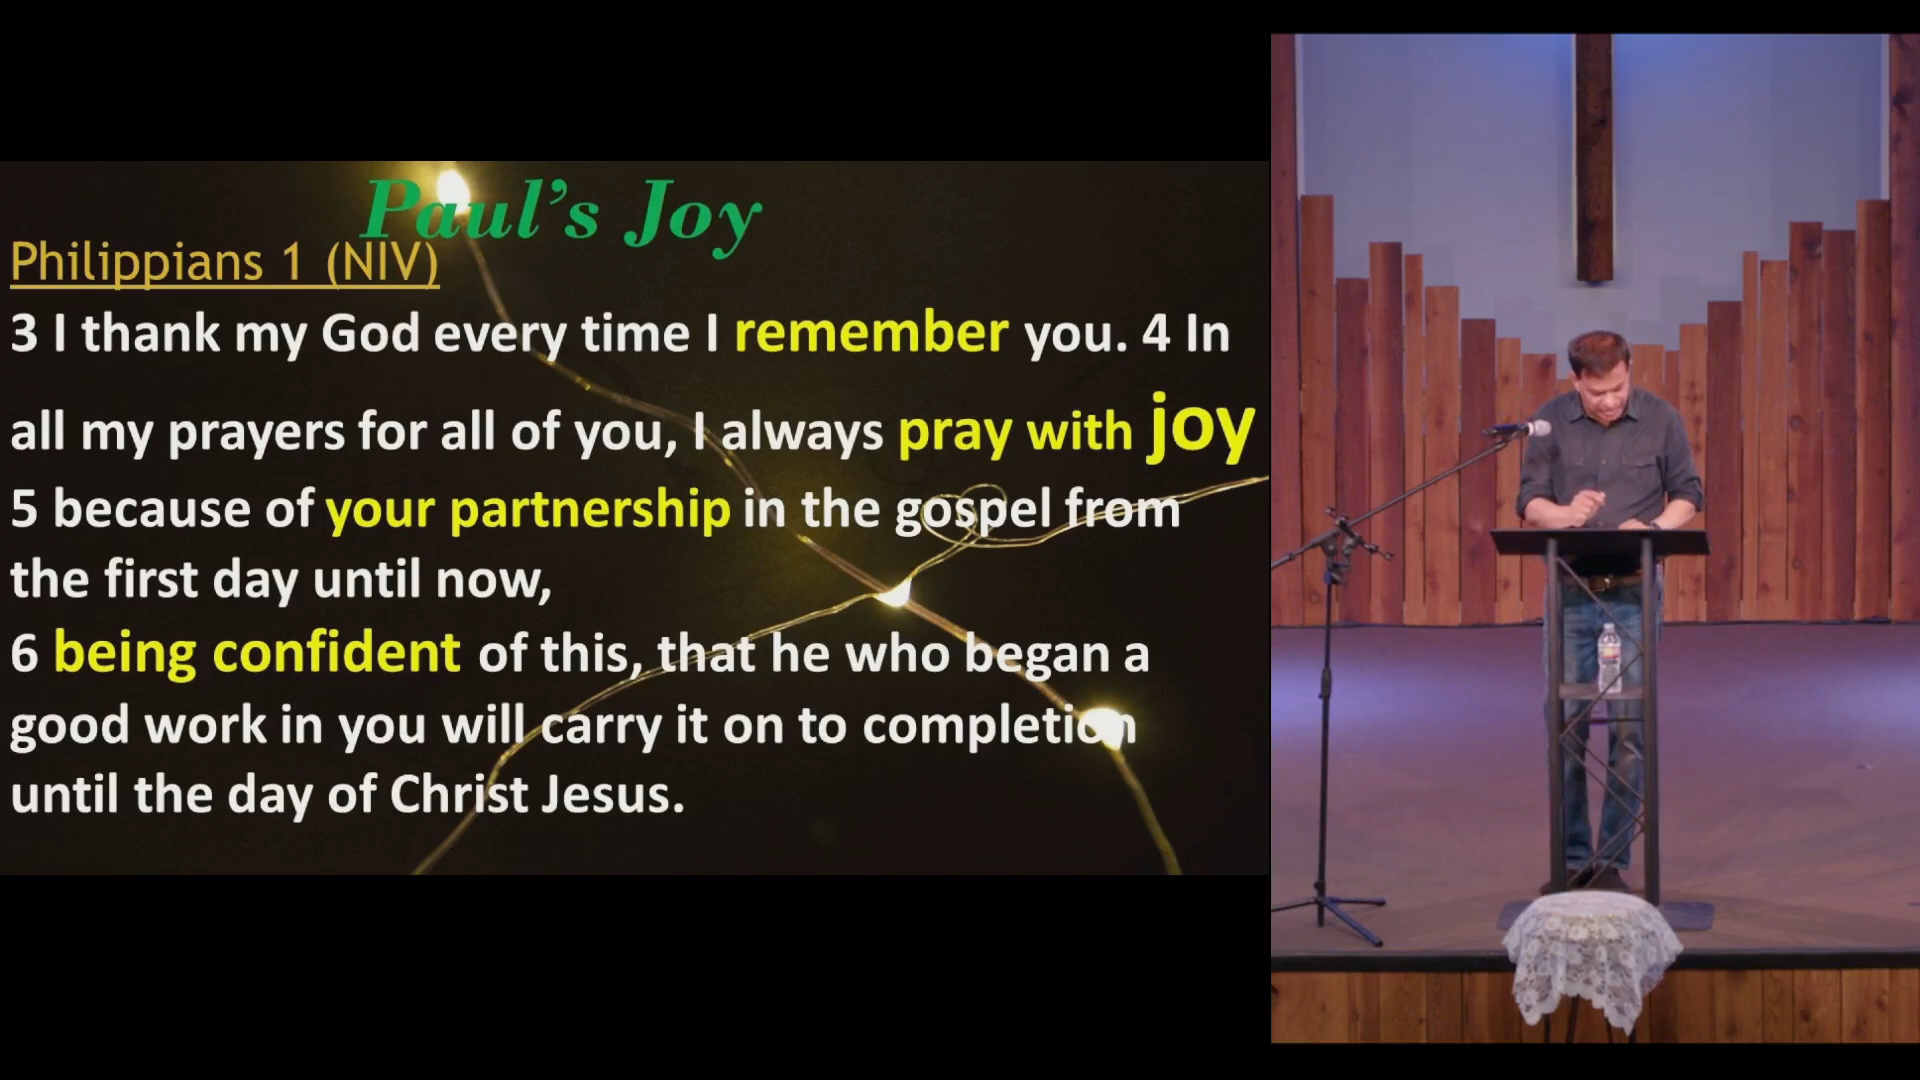 Paul's Joy
Philippians 1 (NIV)
3 I thank my God every time I remember you. 4 In
all my prayers for all of you, I always pray with joy
5 because of your partnership in the gospel from
the first day until now,
6 being confident of this, that he who began a
good work in you will carry it on to completion
until the day of Christ Jesus.